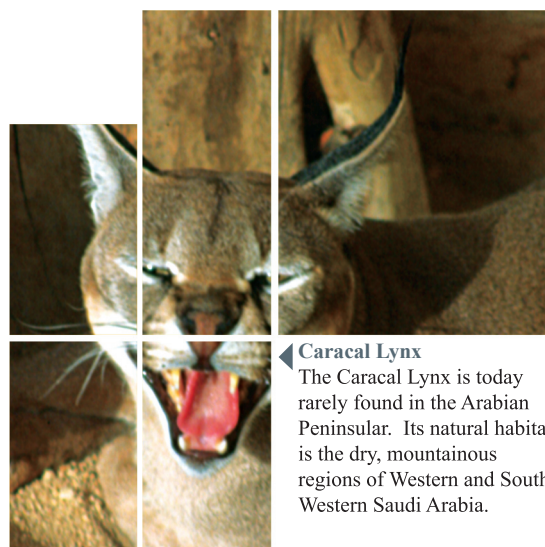 Caracal Lynx
The Caracal Lynx is today
rarely found in the Arabian
Peninsular. Its natural habita
is the dry, mountainous
regions of Western and South
Western Saudi Arabia.